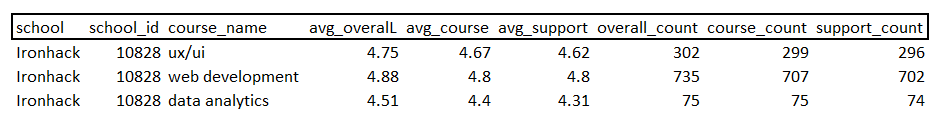 school school_id course_name avg_overalL avg_course avg_support overall_count course_count support_count
Ironhack 10828 ux/ui 4.75 4.67 4.62 302 299 296
Ironhack 10828 web development 4.88 4.8 4.8 735 707 702
Ironhack 10828 data analytics 4.51 4.4 4.31 75 75 74